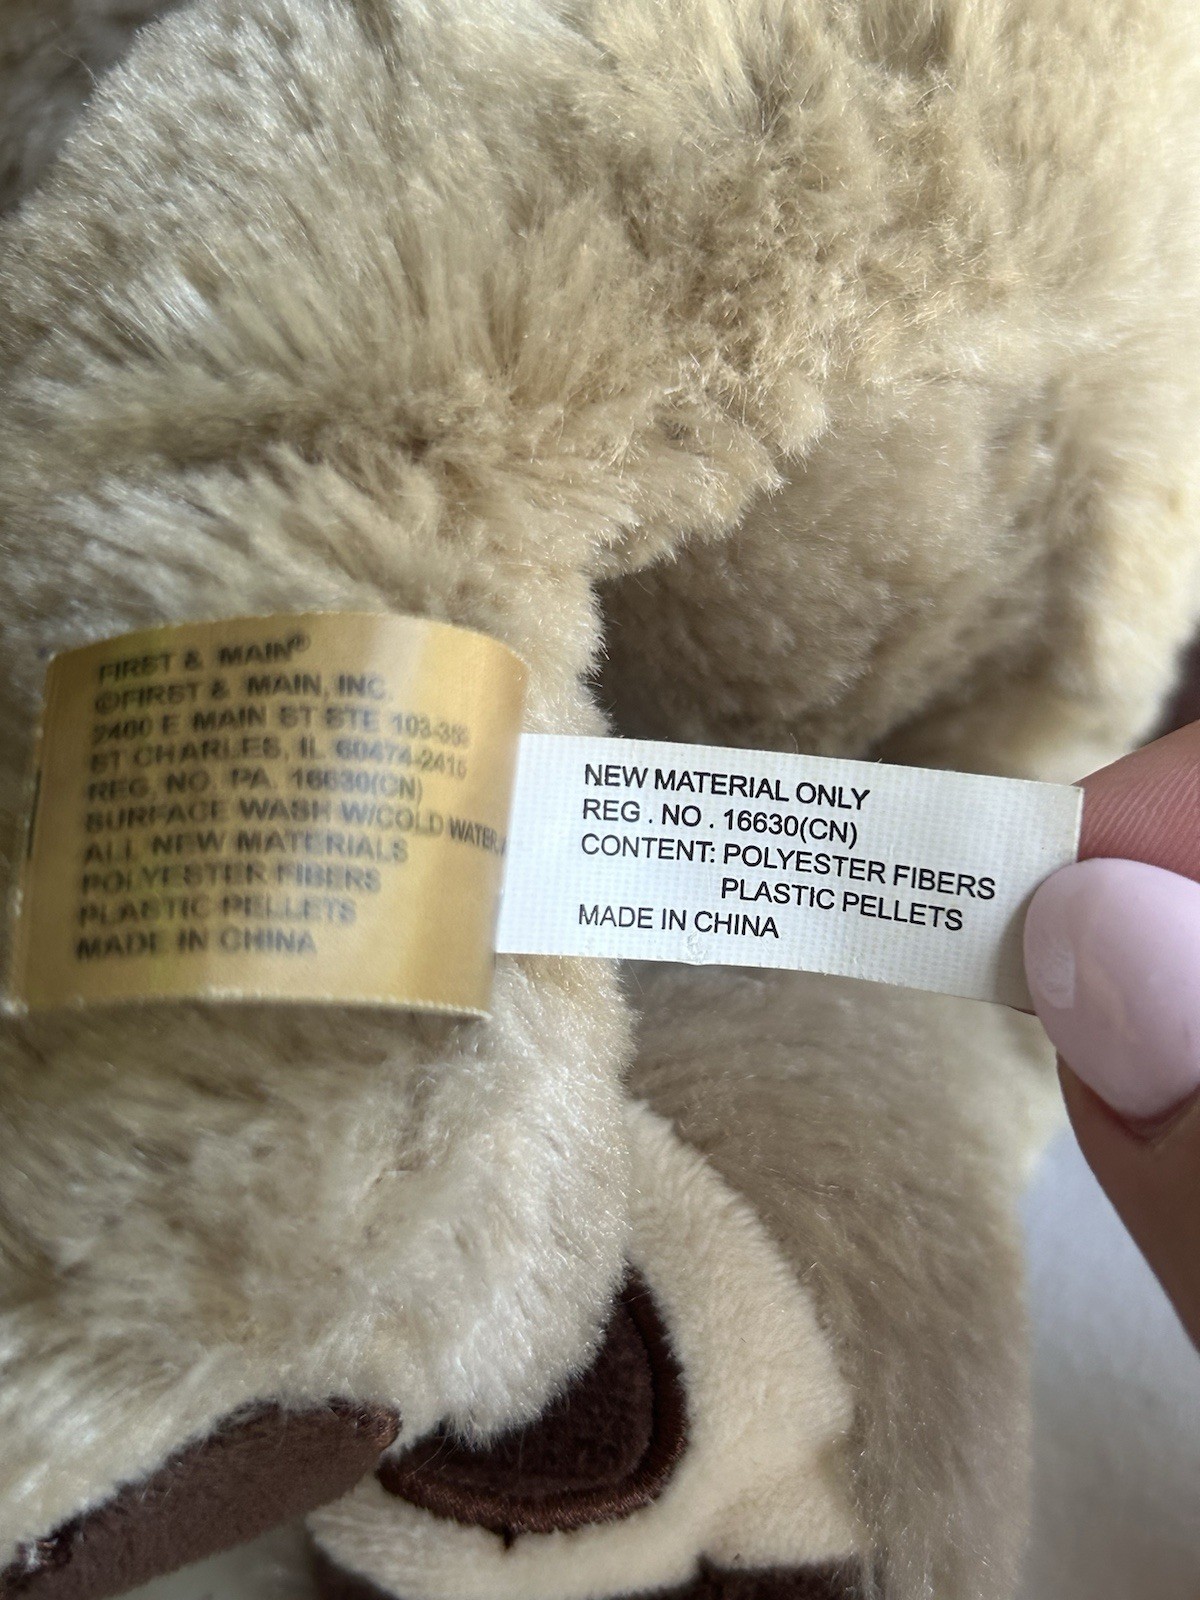 FIRST & MAIN®
©FIRST & MAIN, INC.
2400 E MAIN ST STE 103-
ST CHARLES, IL 60474-2415
REG. NO. PA. 16630(CN)
SURFACE WASH W/COLD WATER,
ALL NEW MATERIALS
POLYESTER FIBERS
PLASTIC PELLETS
MADE IN CHINA
NEW MATERIAL ONLY
REG . NO . 16630(CN)
CONTENT: POLYESTER FIBERS
PLASTIC PELLETS
MADE IN CHINA